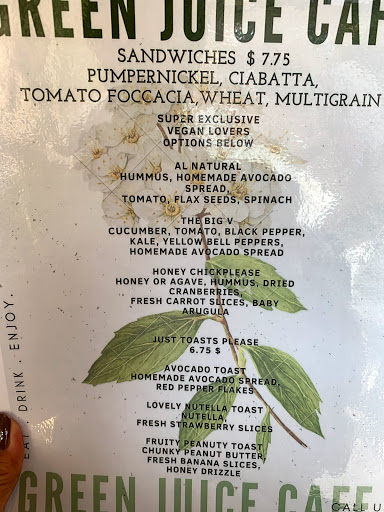 GREEN JUICE CAF
SANDWICHES $ 7.75
PUMPERNICKEL, CIABATTA,
TOMATO FOCCACIA,WHEAT, MULTIGRAIN
SUPER EXCLUSIVE
VEGAN LOVERS
OPTIONS BELOW
AL NATURAL
HUMMUS, HOMEMADE AVOCADO
SPREAD,
TOMATO, FLAX SEEDS, SPINACH
THE BIG V
CUCUMBER, TOMATO, BLACK PEPPER,
KALE, YELLOW BELL PEPPERS,
HOMEMADE AVOCADO SPREAD
HONEY CHICKPLEASE
HONEY OR AGAVE, HUMMUS, DRIED
CRANBERRIES,
FRESH CARROT SLICES, BABY
ARUGULA
JUST TOASTS PLEASE
6.75 $
AVOCADO TOAST
HOMEMADE AVOCADO SPREAD,
RED PEPPER FLAKES
LOVELY NUTELLA TOAST
NUTELLA,
FRESH STRAWBERRY SLICES
FRUITY PEANUTY TOAST
CHUNKY PEANUT BUTTER,
FRESH BANANA SLICES,
HONEY DRIZZLE
EAT . DRINK . ENJOY
GREEN JUICE CAFE
CALL U